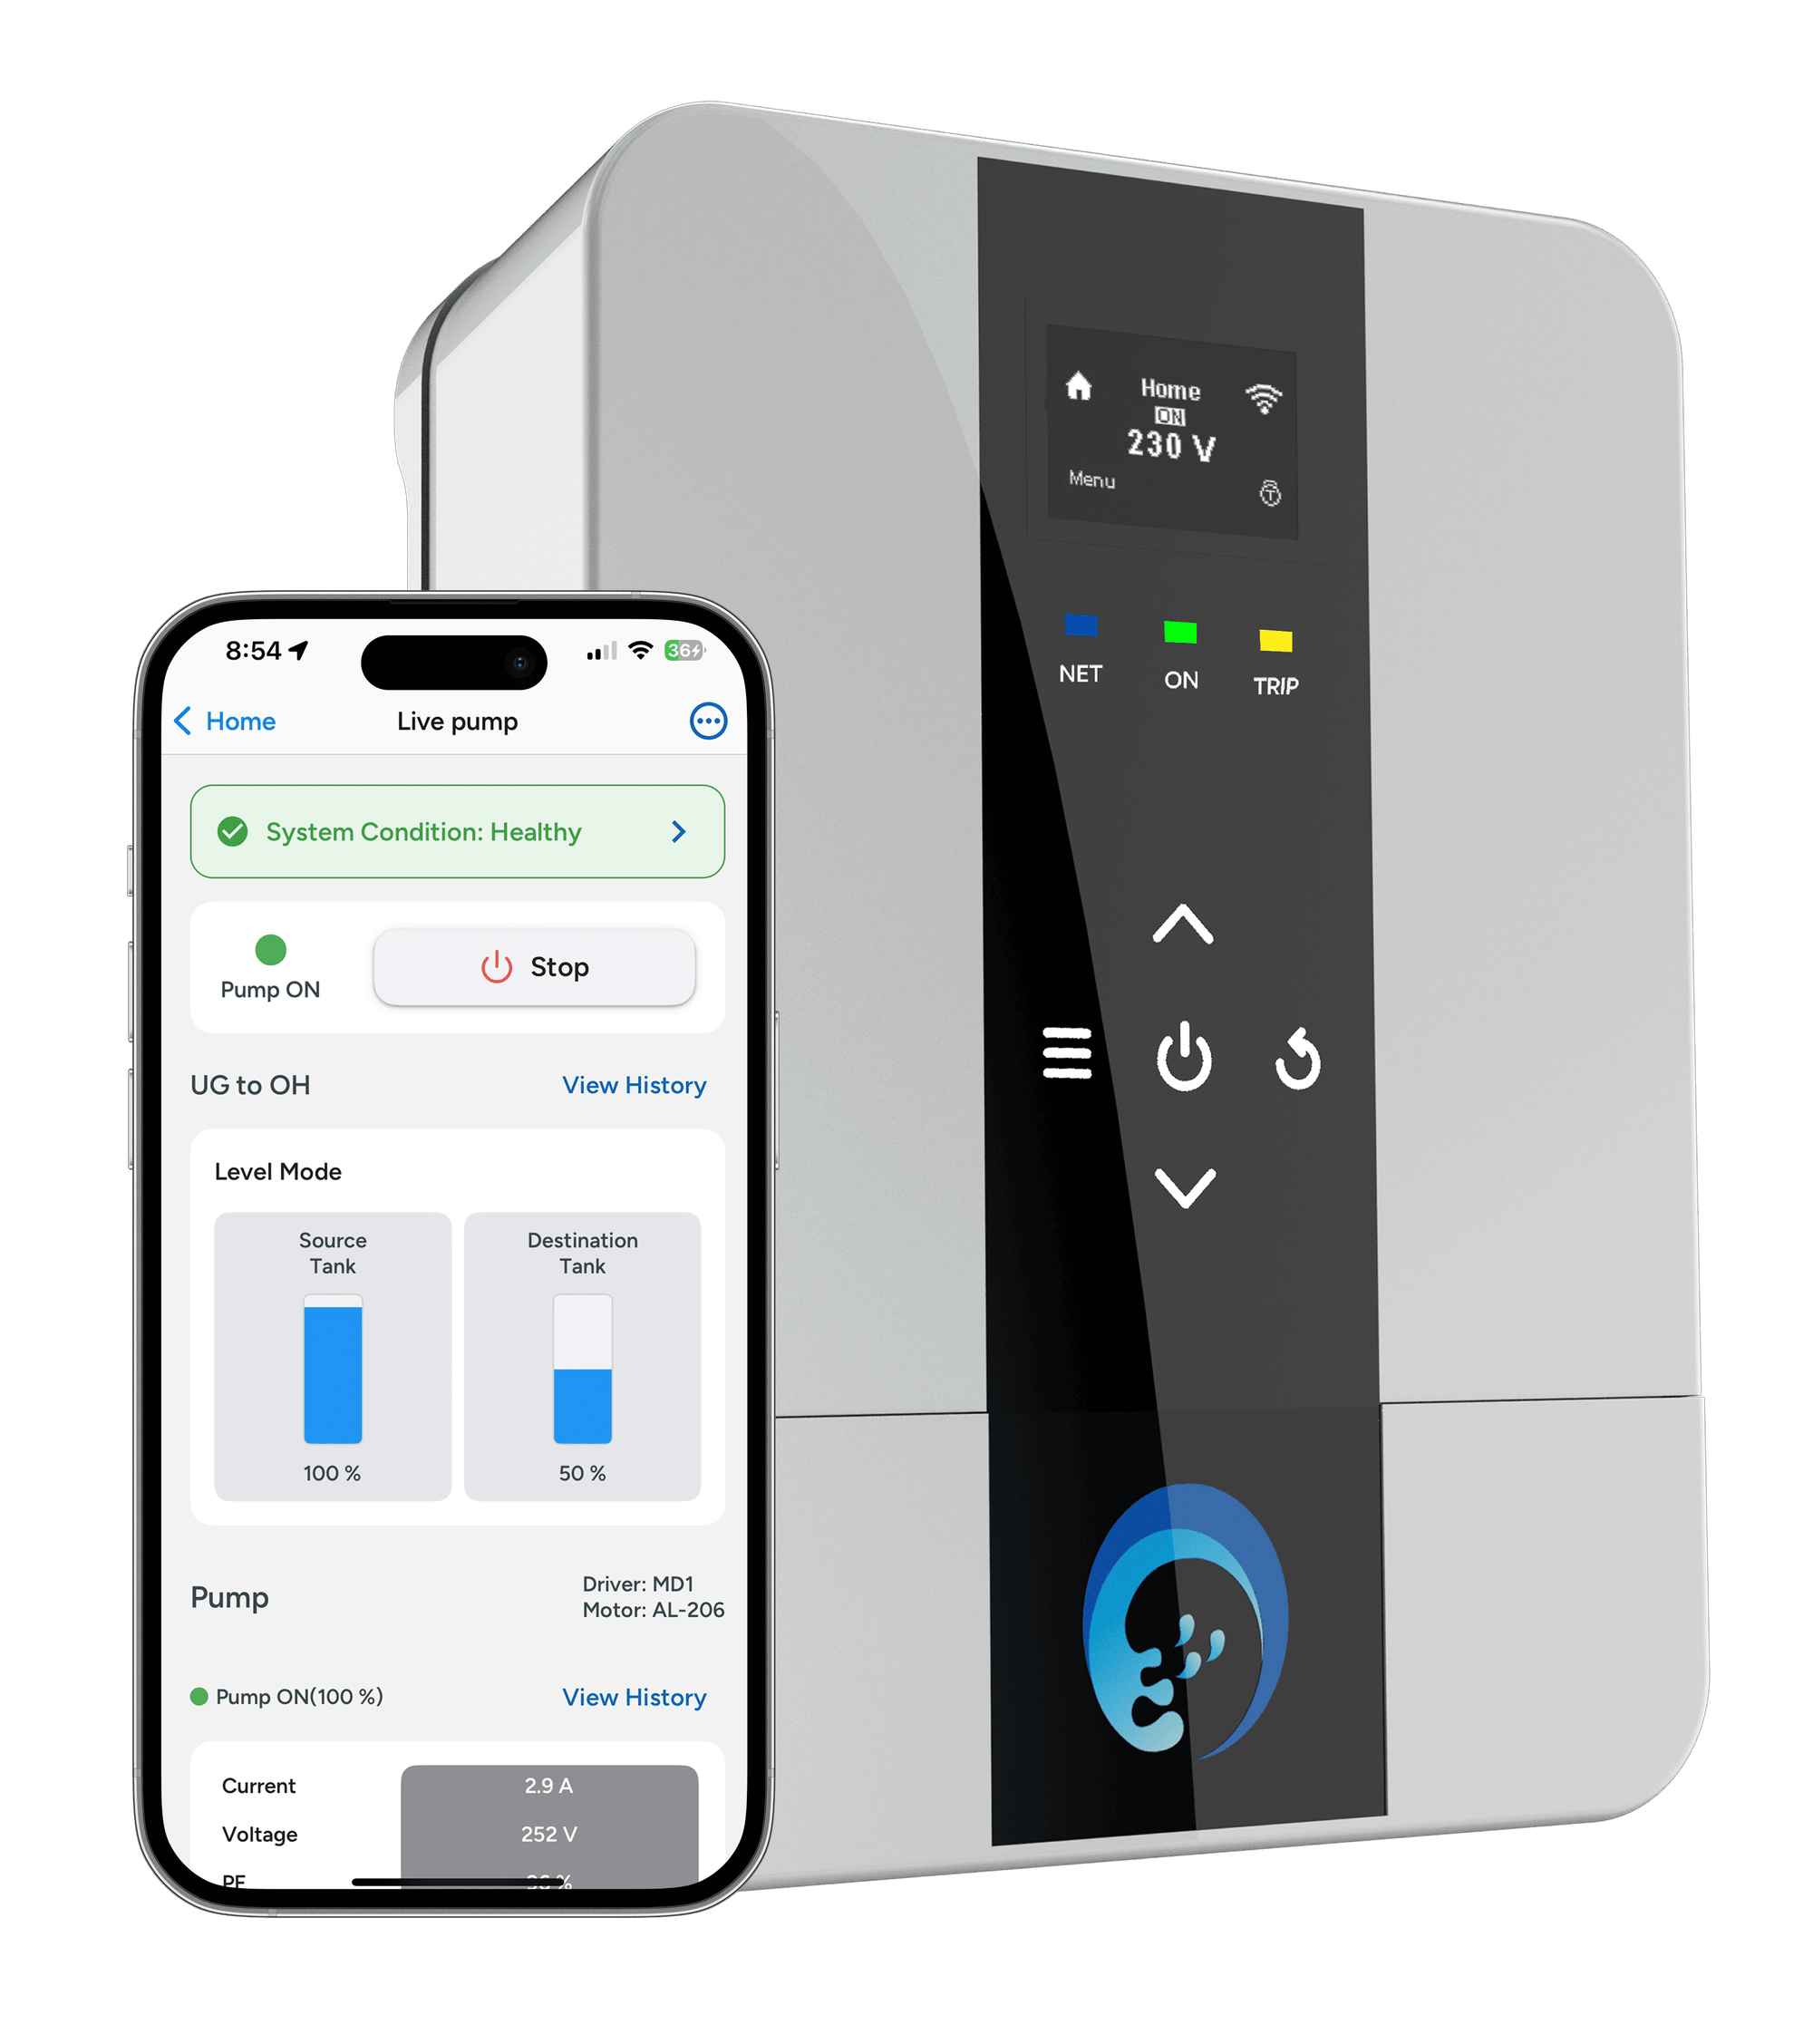 Home
ON
230 V
Menu
NET
ON
TRIP
8:54
36
Home
Live pump
System Condition: Healthy
Pump ON
Stop
UG to OH
View History
Level Mode
Source
Tank
Destination
Tank
100 %
50 %
Pump
Driver: MD1
Motor: AL-206
Pump ON(100 %)
View History
Current
2.9 A
Voltage
252 V
PF